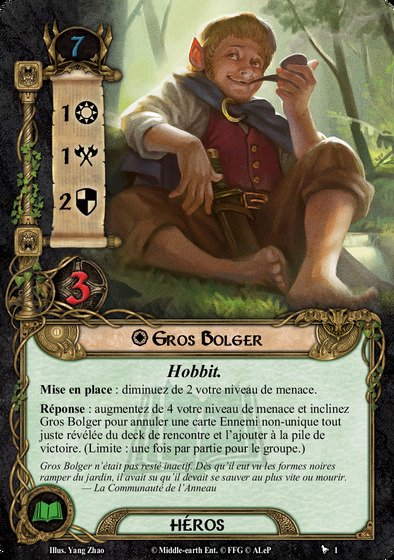 7
1
1
2
3
Gros Bolger
Hobbit.
Mise en place : diminuez de 2 votre niveau de menace.
Réponse : augmentez de 4 votre niveau de menace et inclinez
Gros Bolger pour annuler une carte Ennemi non-unique tout
juste révélée du deck de rencontre et l'ajouter à la pile de
victoire. (Limite : une fois par partie pour le groupe.)
Gros Bolger n'était pas resté inactif. Dès qu'il eut vu les formes noires
ramper du jardin, il avait su qu'il devait se sauver au plus vite ou mourir.
— La Communauté de l'Anneau
HÉROS
Illus. Yang Zhao © Middle-earth Ent. © FFG © ALeP 1